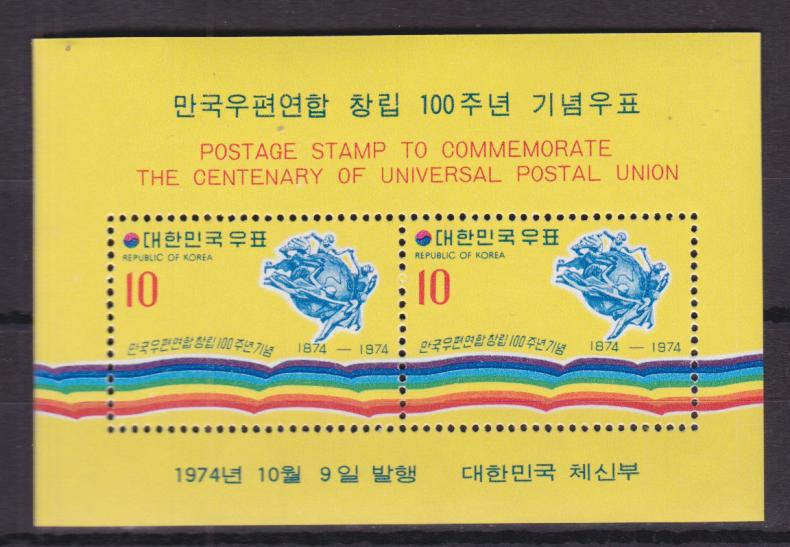 만국우편연합 창립 100주년 기념우표
POSTAGE STAMP TO COMMEMORATE
THE CENTENARY OF UNIVERSAL POSTAL UNION
대한민국우표
REPUBLIC OF KOREA
10
만국우편연합창립100주년기념
1874 — 1974
대한민국우표
REPUBLIC OF KOREA
10
만국우편연합창립100주년기념
1874 — 1974
1974년 10월 9일 발행 대한민국 체신부